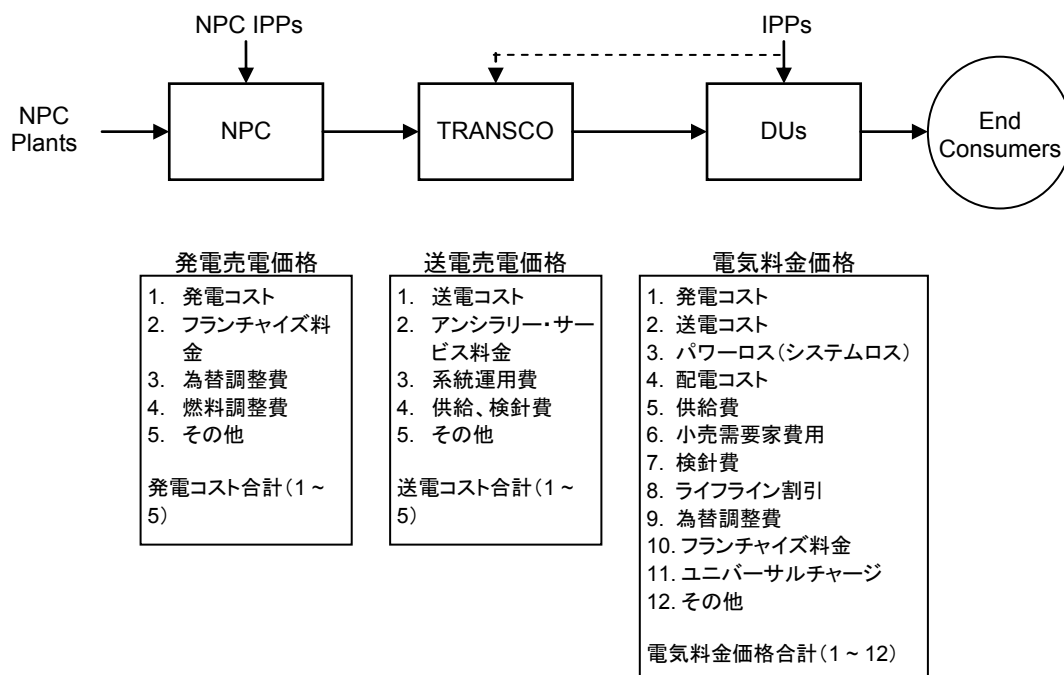 NPC IPPs
IPPs
NPC
Plants
NPC
TRANSCO
DUs
End
Consumers
発電売電価格
1. 発電コスト
2. フランチャイズ料
金
3. 為替調整費
4. 燃料調整費
5. その他
発電コスト合計(1 ~
5)
送電売電価格
1. 送電コスト
2. アンシラリー・サー
ビス料金
3. 系統運用費
4. 供給、検針費
5. その他
送電コスト合計(1 ~
5)
電気料金価格
1. 発電コスト
2. 送電コスト
3. パワーロス(システムロス)
4. 配電コスト
5. 供給費
6. 小売需要家費用
7. 検針費
8. ライフライン割引
9. 為替調整費
10. フランチャイズ料金
11. ユニバーサルチャージ
12. その他
電気料金価格合計(1 ~ 12)